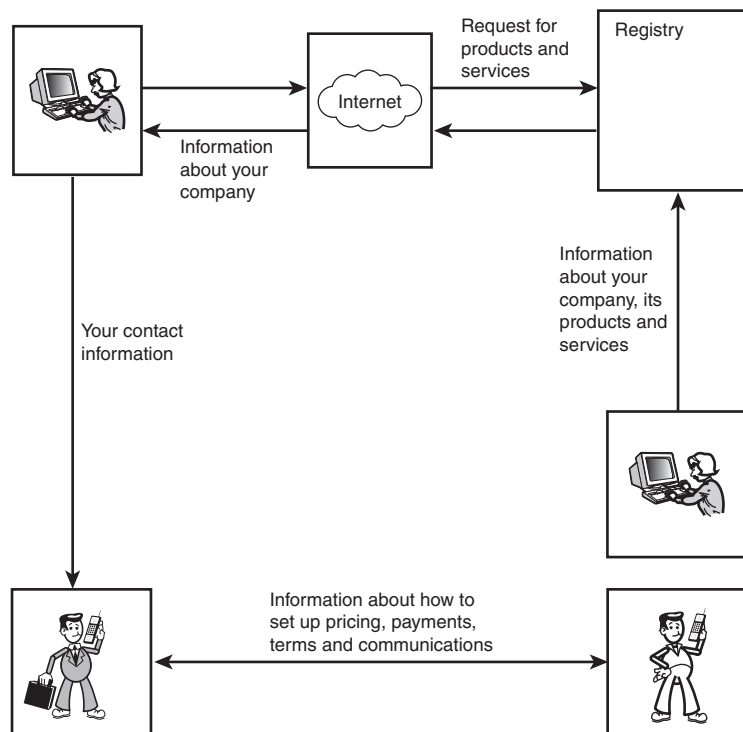 Request for
products and
services
Registry
Internet
Information
about your
company
Information
about your
company, its
products and
services
Your contact
information
Information about how to
set up pricing, payments,
terms and communications